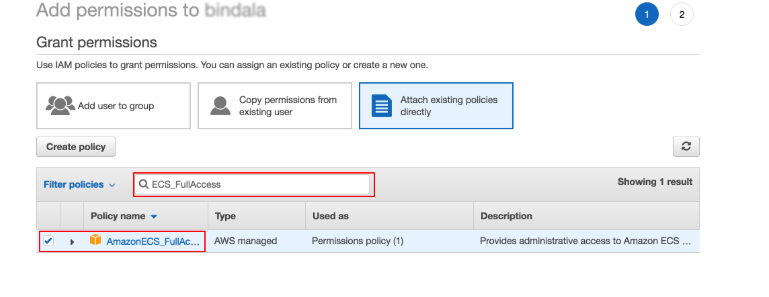 Add permissions to bindala
1 2
Grant permissions
Use IAM policies to grant permissions. You can assign an existing policy or create a new one.
Add user to group
Copy permissions from existing user
Attach existing policies directly
Create policy
Filter policies
ECS_FullAccess
Showing 1 result
Policy name Type Used as Description
AmazonECS_FullAc... AWS managed Permissions policy (1) Provides administrative access to Amazon ECS ...